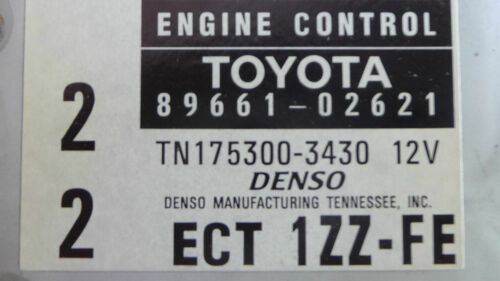 ENGINE CONTROL
TOYOTA
2 89661-02621
TN175300-3430 12V
DENSO
DENSO MANUFACTURING TENNESSEE, INC.
2 ECT 1ZZ-FE